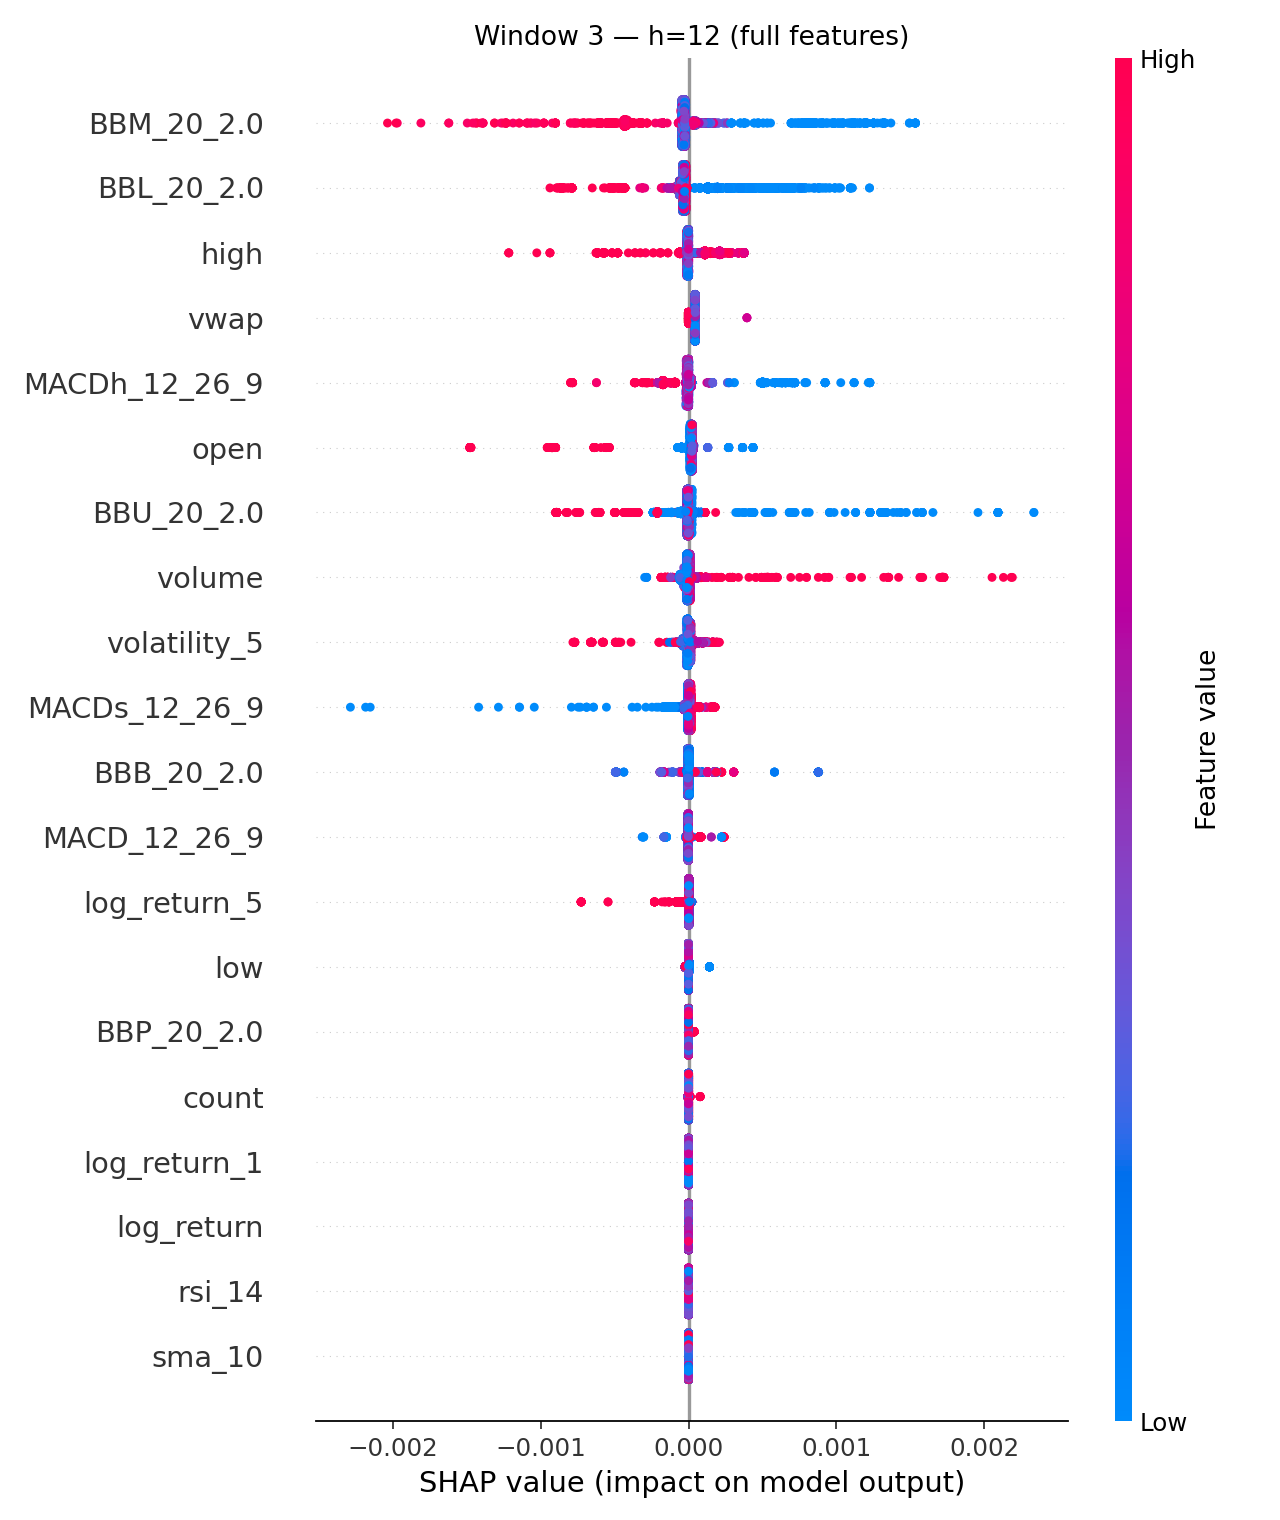 Window 3 — h=12 (full features)
High
BBM_20_2.0
BBL_20_2.0
high
vwap
MACDh_12_26_9
open
BBU_20_2.0
volume
volatility_5
MACDs_12_26_9
BBB_20_2.0
MACD_12_26_9
log_return_5
low
BBP_20_2.0
count
log_return_1
log_return
rsi_14
sma_10
Feature value
Low
−0.002 −0.001 0.000 0.001 0.002
SHAP value (impact on model output)